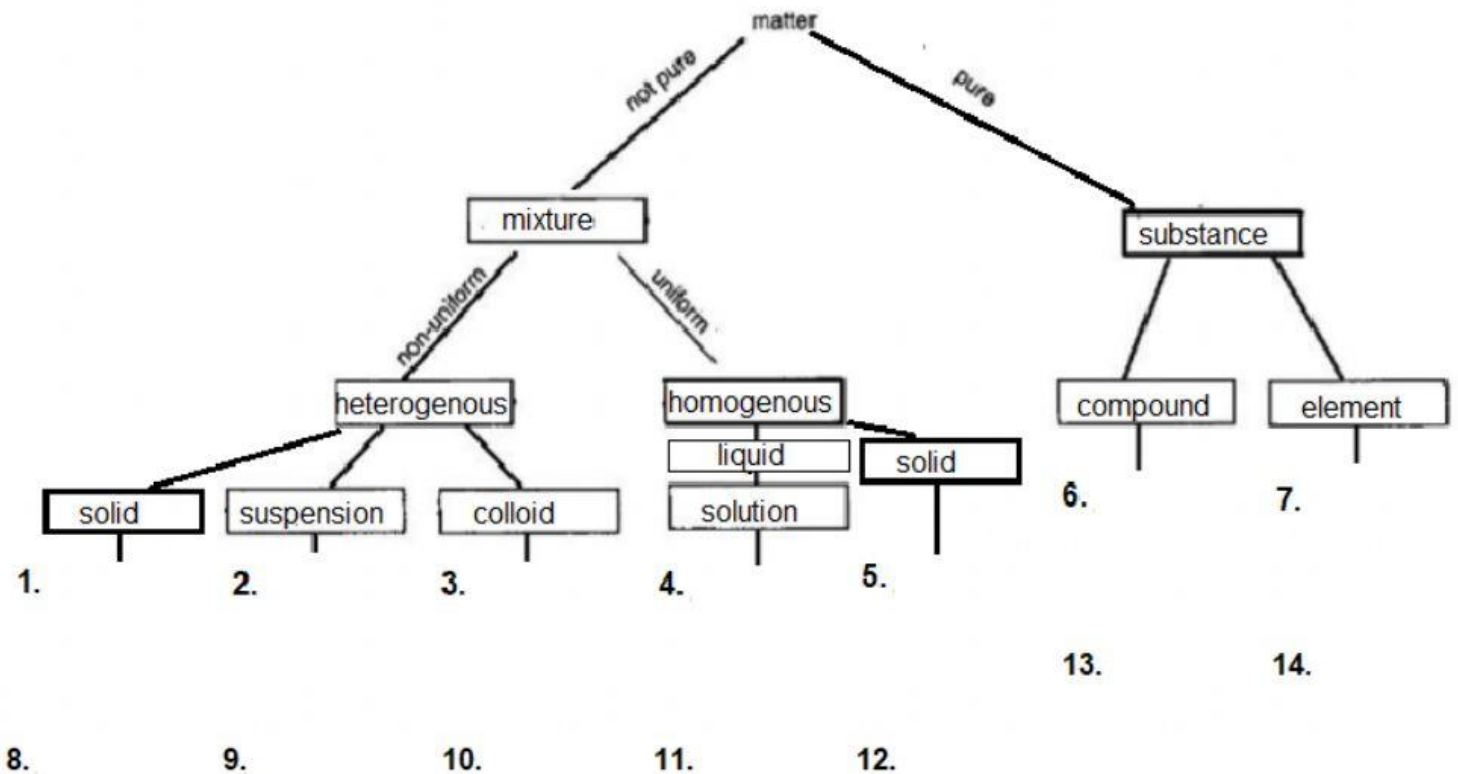 matter
not pure
pure
mixture
substance
non-uniform
uniform
heterogenous
homogenous
compound
element
liquid
solid
solid
suspension
colloid
solution
6.
7.
1.
2.
3.
4.
5.
13.
14.
8.
9.
10.
11.
12.